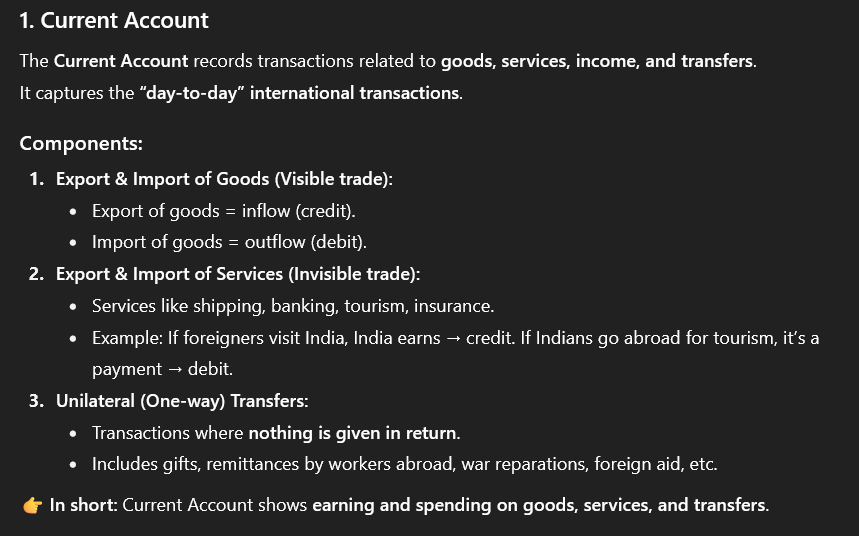 1. Current Account
The Current Account records transactions related to goods, services, income, and transfers.
It captures the “day-to-day” international transactions.
Components:
1. Export & Import of Goods (Visible trade):
• Export of goods = inflow (credit).
• Import of goods = outflow (debit).
2. Export & Import of Services (Invisible trade):
• Services like shipping, banking, tourism, insurance.
• Example: If foreigners visit India, India earns → credit. If Indians go abroad for tourism, it’s a
payment → debit.
3. Unilateral (One-way) Transfers:
• Transactions where nothing is given in return.
• Includes gifts, remittances by workers abroad, war reparations, foreign aid, etc.
👉 In short: Current Account shows earning and spending on goods, services, and transfers.